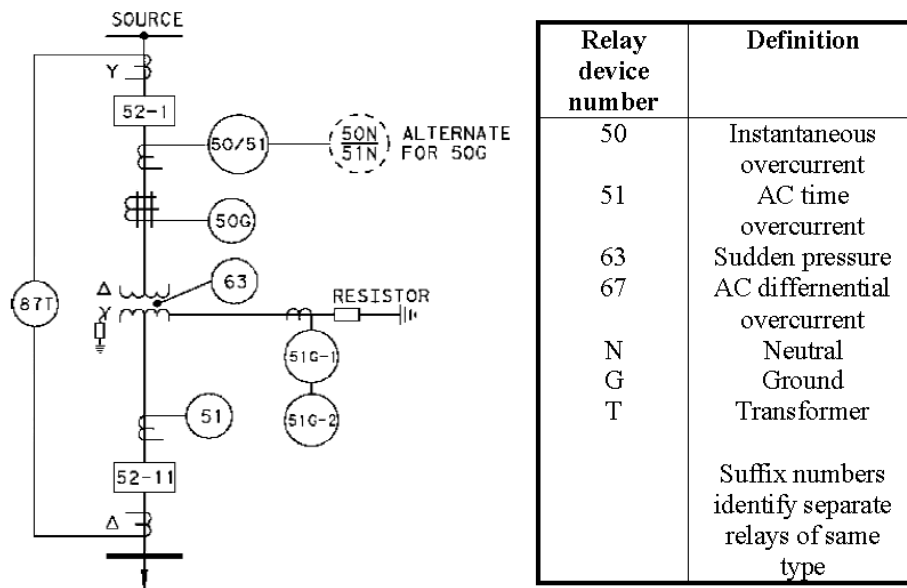 SOURCE
Y
52-1
50/51
50N
51N
ALTERNATE
FOR 50G
50G
63
Δ
87T
Y
RESISTOR
51G-1
51G-2
51
52-11
Δ
Relay
device
number
Definition
50
Instantaneous
overcurrent
51
AC time
overcurrent
63
Sudden pressure
67
AC differnential
overcurrent
N
Neutral
G
Ground
T
Transformer
Suffix numbers
identify separate
relays of same
type